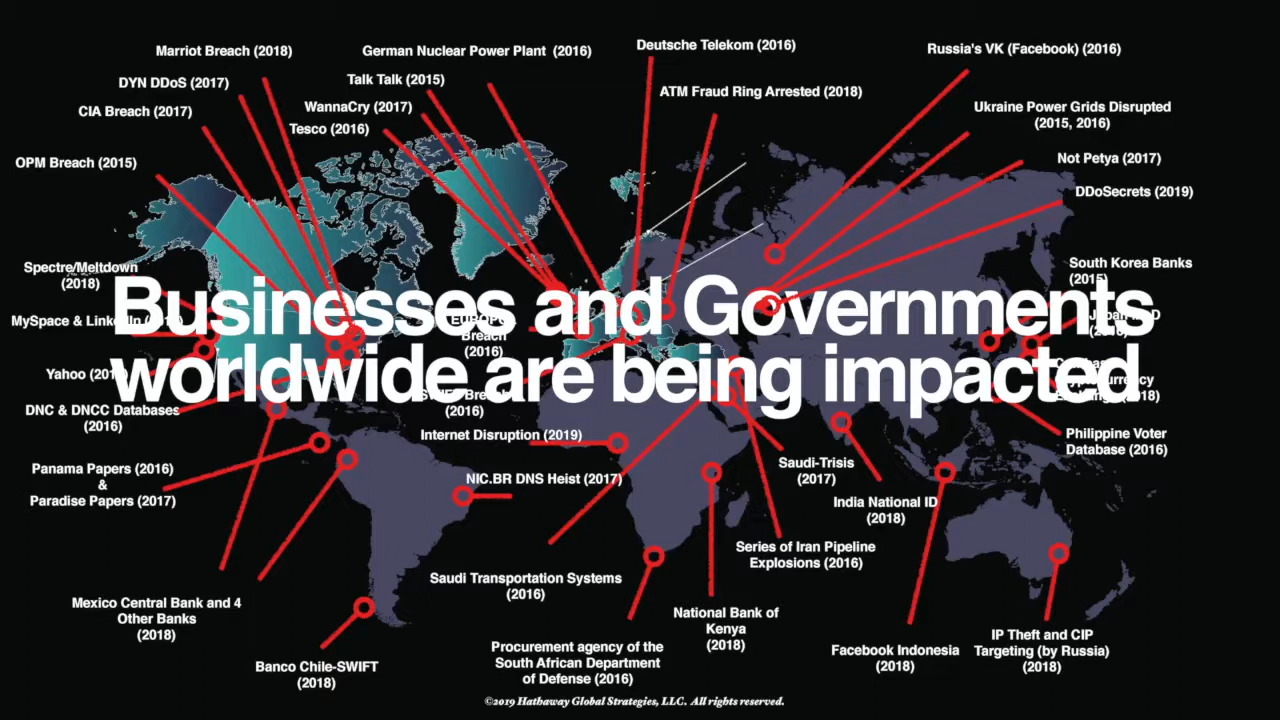 Marriot Breach (2018)
German Nuclear Power Plant (2016)
Deutsche Telekom (2016)
Russia's VK (Facebook) (2016)
DYN DDoS (2017)
Talk Talk (2015)
ATM Fraud Ring Arrested (2018)
CIA Breach (2017)
WannaCry (2017)
Ukraine Power Grids Disrupted
(2015, 2016)
Tesco (2016)
OPM Breach (2015)
Not Petya (2017)
DDoSecrets (2019)
Spectre/Meltdown
(2018)
South Korea Banks
(2015)
Businesses and Governments
worldwide are being impacted
MySpace &
Breach
(2016)
Yahoo
(2016)
DNC & DNCC Databases
(2016)
Internet Disruption (2019)
Philippine Voter
Database (2016)
Panama Papers (2016)
&
Paradise Papers (2017)
NIC.BR DNS Heist (2017)
Saudi-Trisis
(2017)
India National ID
(2018)
Series of Iran Pipeline
Explosions (2016)
Saudi Transportation Systems
(2016)
Mexico Central Bank and 4
Other Banks
(2018)
National Bank of
Kenya
(2018)
Procurement agency of the
South African Department
of Defense (2016)
Facebook Indonesia
(2018)
IP Theft and CIP
Targeting (by Russia)
(2018)
Banco Chile-SWIFT
(2018)
©2019 Hathaway Global Strategies, LLC. All rights reserved.